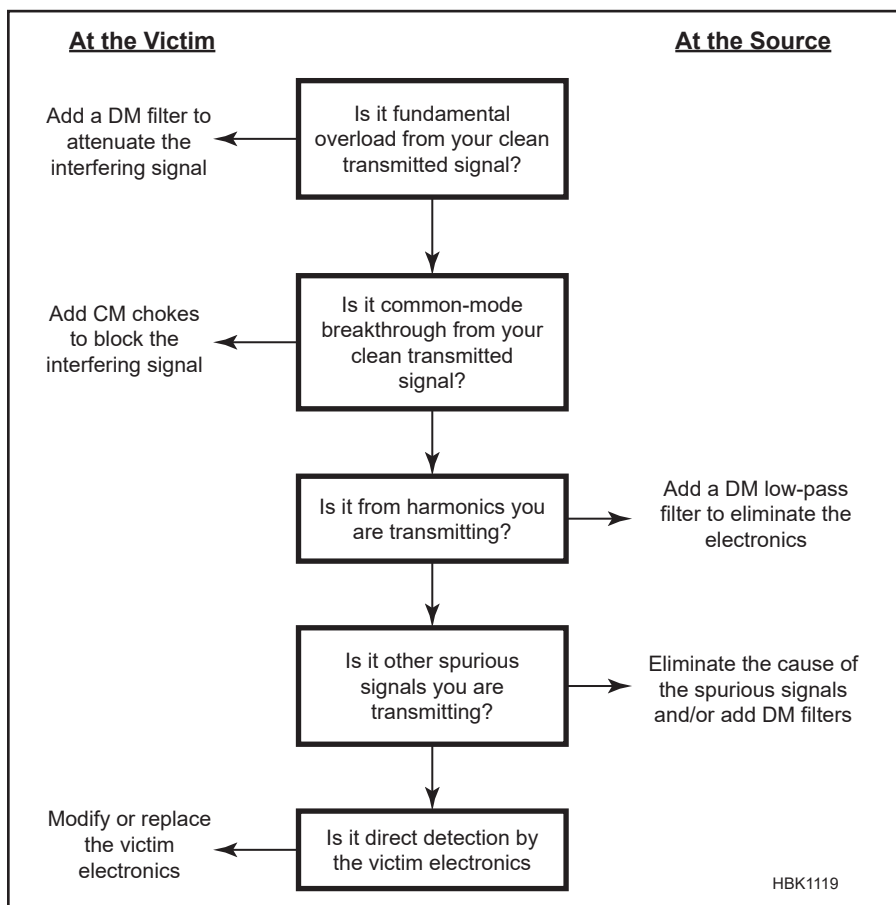 At the Victim
At the Source
Is it fundamental
overload from your clean
transmitted signal?
Add a DM filter to
attenuate the
interfering signal
Is it common-mode
breakthrough from your
clean transmitted
signal?
Add CM chokes
to block the
interfering signal
Is it from harmonics you
are transmitting?
Add a DM low-pass
filter to eliminate the
electronics
Is it other spurious
signals you are
transmitting?
Eliminate the cause of
the spurious signals
and/or add DM filters
Is it direct detection by
the victim electronics
Modify or replace
the victim
electronics
HBK1119